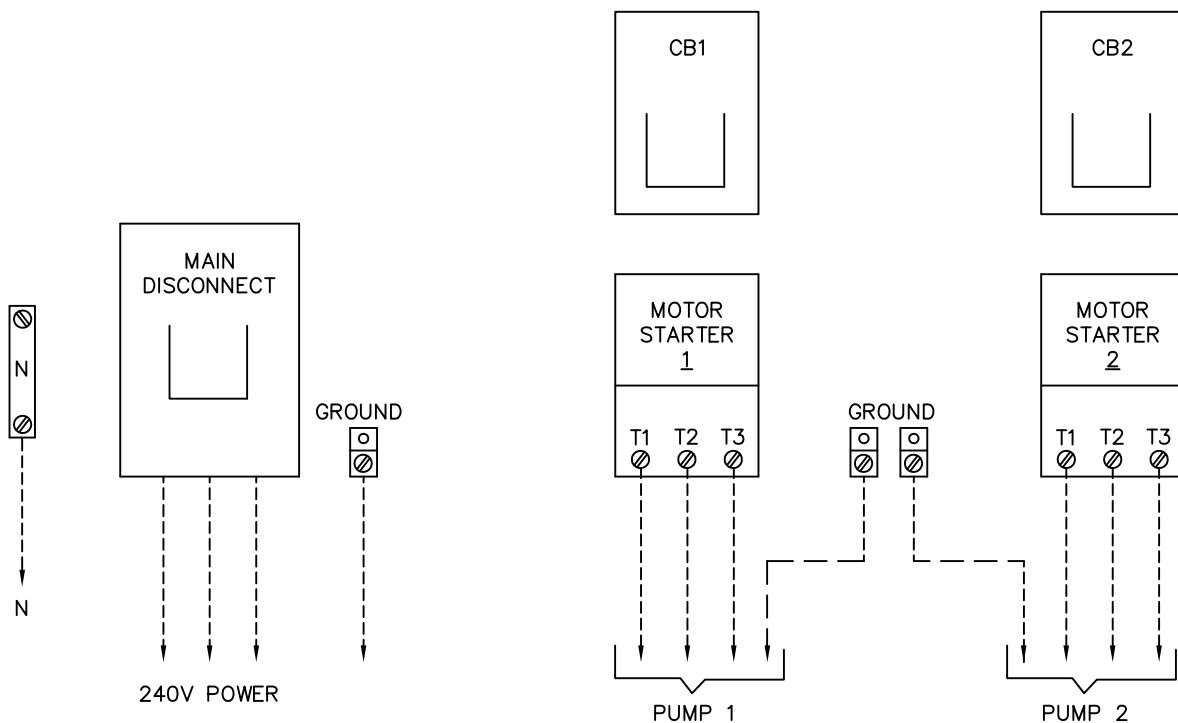 CB1
CB2
MAIN
DISCONNECT
MOTOR
STARTER
1
MOTOR
STARTER
2
N
GROUND
GROUND
T1 T2 T3
T1 T2 T3
N
240V POWER
PUMP 1
PUMP 2